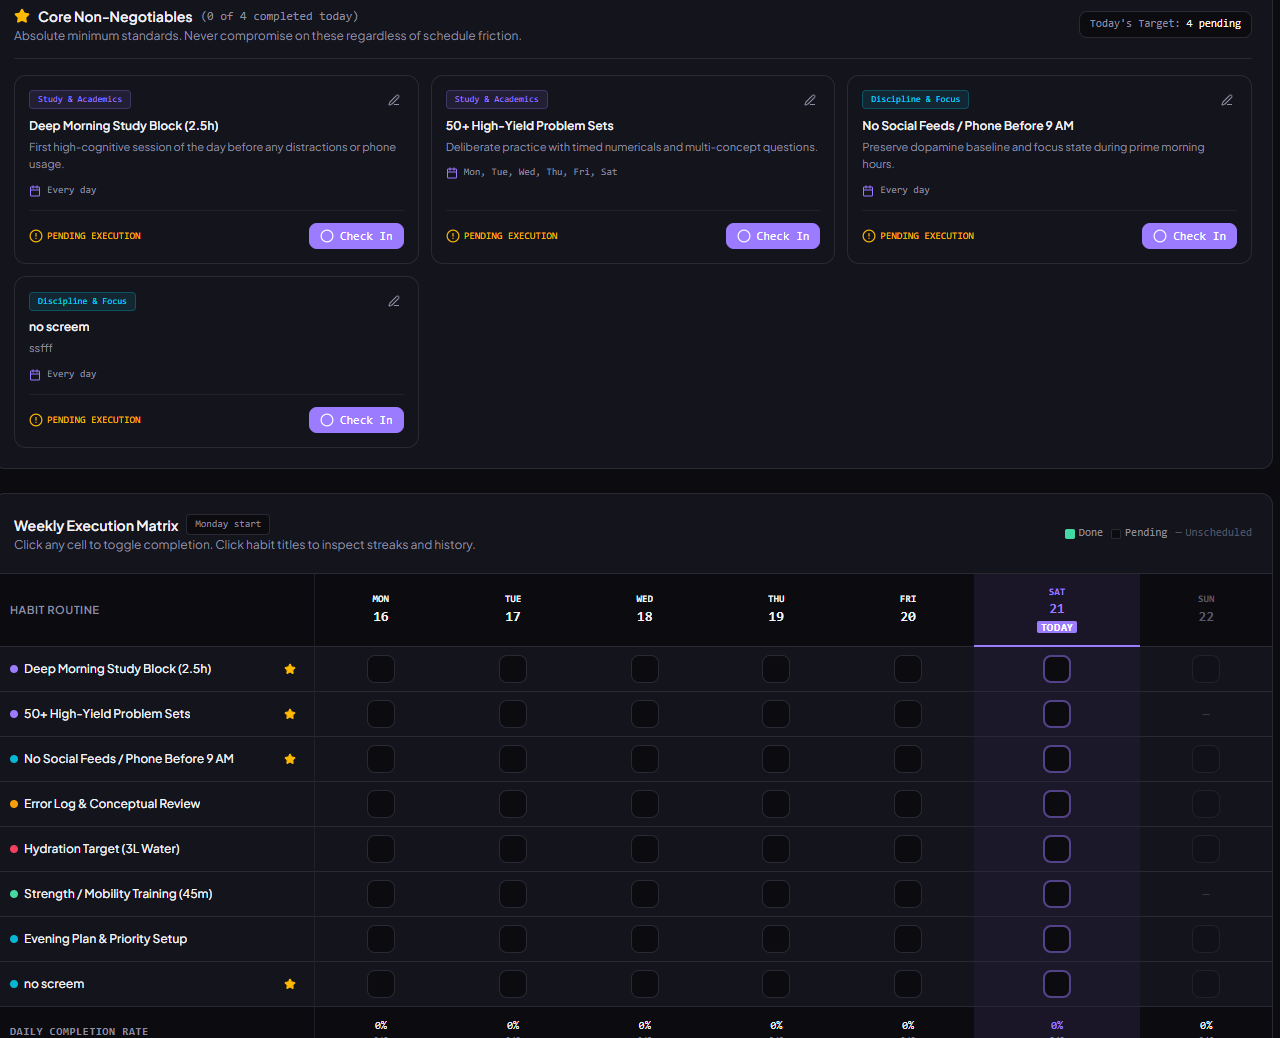 Core Non-Negotiables (0 of 4 completed today)
Absolute minimum standards. Never compromise on these regardless of schedule friction.
Today's Target: 4 pending
Study & Academics
Deep Morning Study Block (2.5h)
First high-cognitive session of the day before any distractions or phone
usage.
Every day
PENDING EXECUTION
Check In
Study & Academics
50+ High-Yield Problem Sets
Deliberate practice with timed numericals and multi-concept questions.
Mon, Tue, Wed, Thu, Fri, Sat
PENDING EXECUTION
Check In
Discipline & Focus
No Social Feeds / Phone Before 9 AM
Preserve dopamine baseline and focus state during prime morning
hours.
Every day
PENDING EXECUTION
Check In
Discipline & Focus
no screem
ssfff
Every day
PENDING EXECUTION
Check In
Weekly Execution Matrix Monday start
Click any cell to toggle completion. Click habit titles to inspect streaks and history.
Done Pending — Unscheduled
HABIT ROUTINE
MON
16
TUE
17
WED
18
THU
19
FRI
20
SAT
21
TODAY
SUN
22
Deep Morning Study Block (2.5h)
50+ High-Yield Problem Sets —
No Social Feeds / Phone Before 9 AM
Error Log & Conceptual Review
Hydration Target (3L Water)
Strength / Mobility Training (45m) —
Evening Plan & Priority Setup
no screem
DAILY COMPLETION RATE 0% 0% 0% 0% 0% 0% 0%